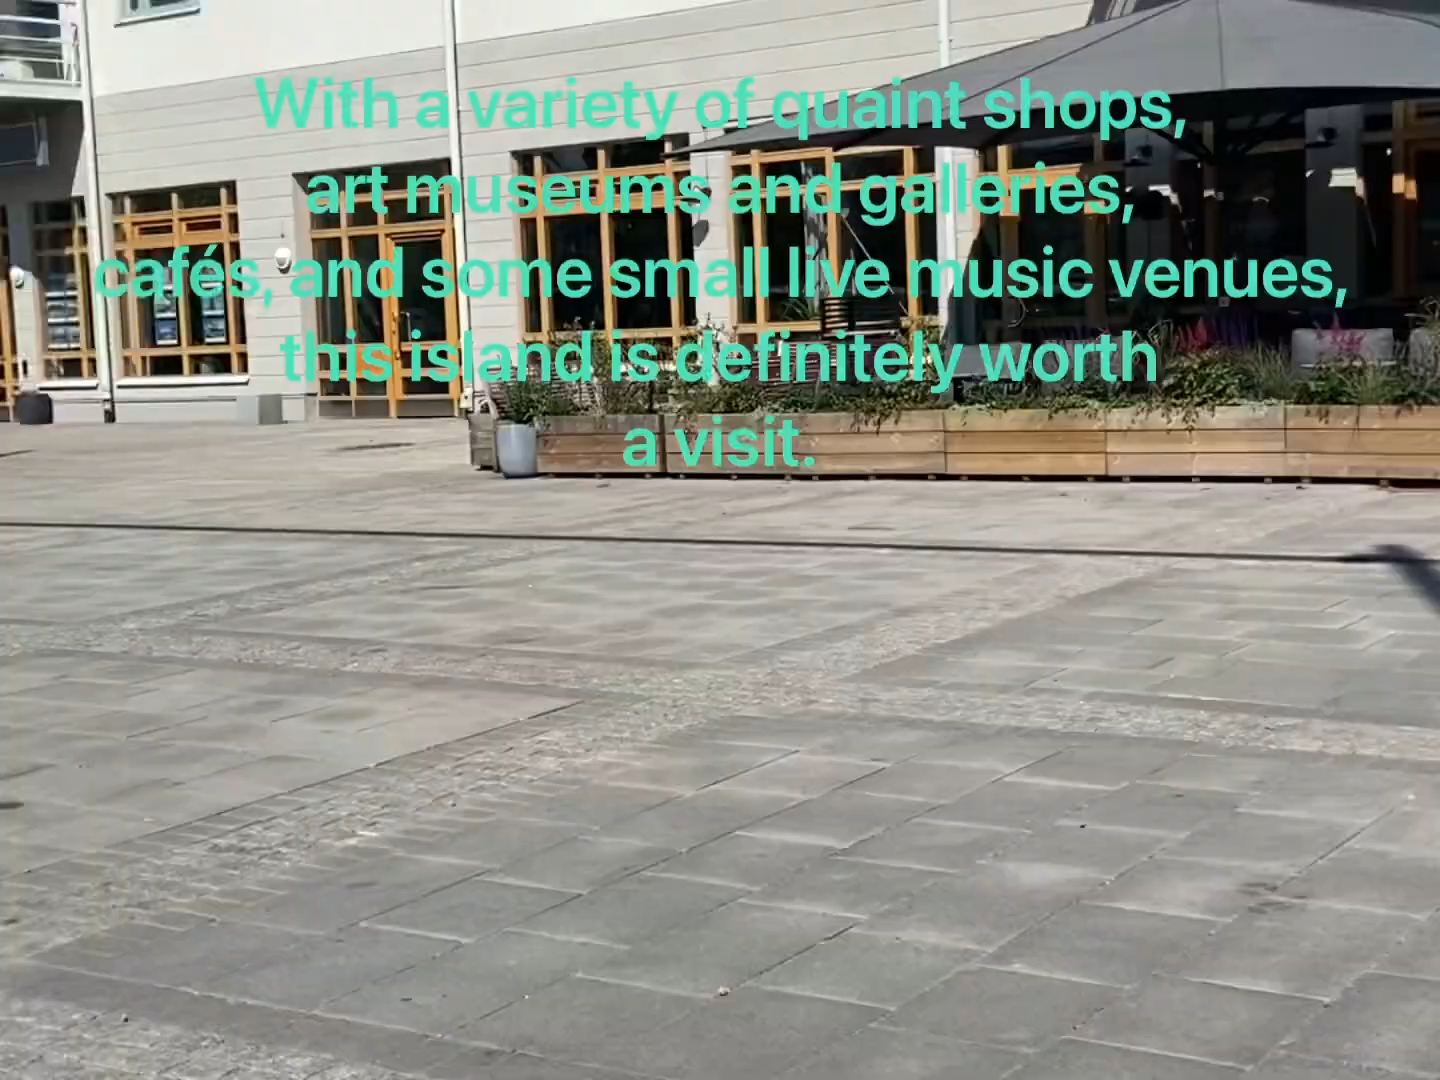 With a variety of quaint shops,
art museums and galleries,
cafés, and some small live music venues,
this island is definitely worth
a visit.